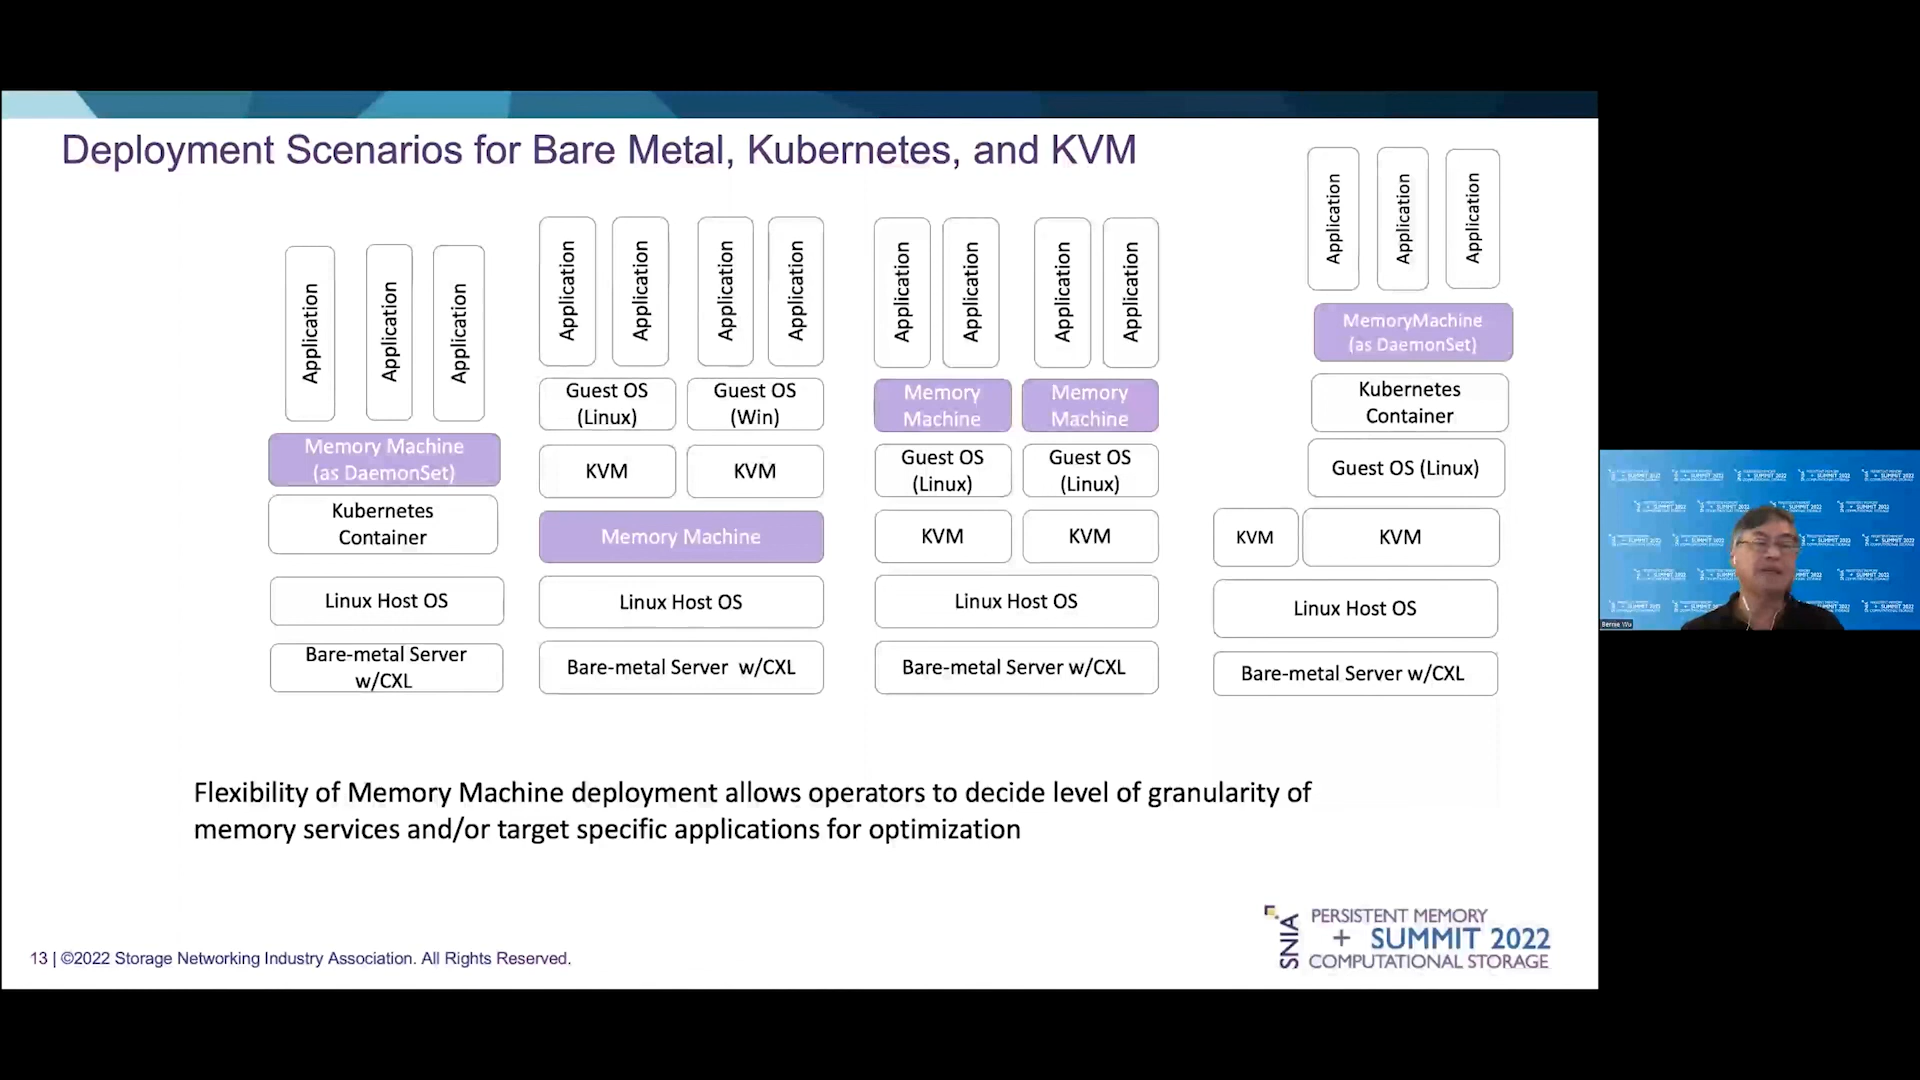 Deployment Scenarios for Bare Metal, Kubernetes, and KVM
Application
Application
Application
Memory Machine
(as DaemonSet)
Kubernetes
Container
Linux Host OS
Bare-metal Server
w/CXL
Application
Application
Application
Application
Guest OS
(Linux)
Guest OS
(Win)
KVM
KVM
Memory Machine
Linux Host OS
Bare-metal Server w/CXL
Application
Application
Application
Application
Memory
Machine
Memory
Machine
Guest OS
(Linux)
Guest OS
(Linux)
KVM
KVM
Linux Host OS
Bare-metal Server w/CXL
Application
Application
Application
MemoryMachine
(as DaemonSet)
Kubernetes
Container
Guest OS (Linux)
KVM
KVM
Linux Host OS
Bare-metal Server w/CXL
Flexibility of Memory Machine deployment allows operators to decide level of granularity of
memory services and/or target specific applications for optimization
13 | ©2022 Storage Networking Industry Association. All Rights Reserved.
SNIA
PERSISTENT MEMORY
+ SUMMIT 2022
COMPUTATIONAL STORAGE
Bernie Wu